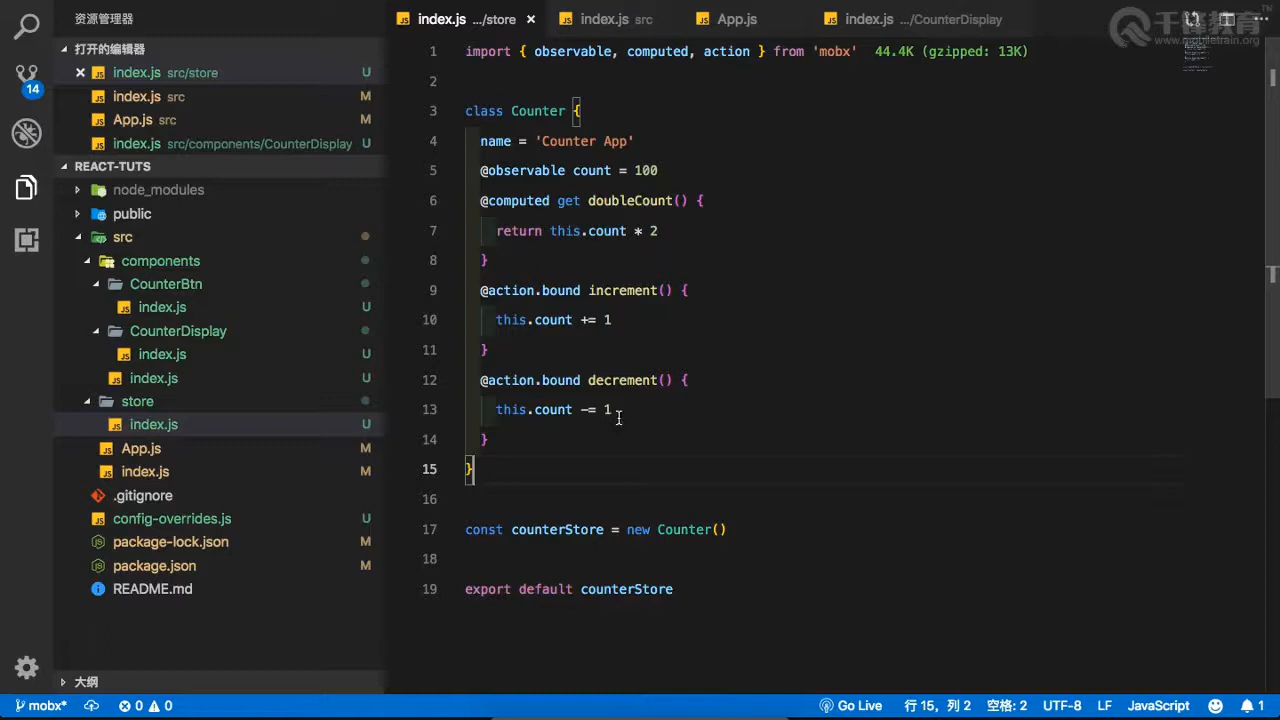 资源管理器
打开的编辑器
index.js src/store U
index.js src M
App.js src M
index.js src/components/CounterDisplay U
REACT-TUTS
node_modules
public
src
components
CounterBtn
index.js U
CounterDisplay
index.js U
index.js U
store
index.js U
App.js M
index.js M
.gitignore
config-overrides.js U
package-lock.json M
package.json M
README.md
大纲
14
index.js .../store
index.js src
App.js
index.js .../CounterDisplay
千锋教育
www.mobiletrain.org
1 import { observable, computed, action } from 'mobx' 44.4K (gzipped: 13K)
2
3 class Counter {
4 name = 'Counter App'
5 @observable count = 100
6 @computed get doubleCount() {
7 return this.count * 2
8 }
9 @action.bound increment() {
10 this.count += 1
11 }
12 @action.bound decrement() {
13 this.count -= 1
14 }
15 }
16
17 const counterStore = new Counter()
18
19 export default counterStore
mobx* 0 0 Go Live 行 15，列 2 空格: 2 UTF-8 LF JavaScript 1